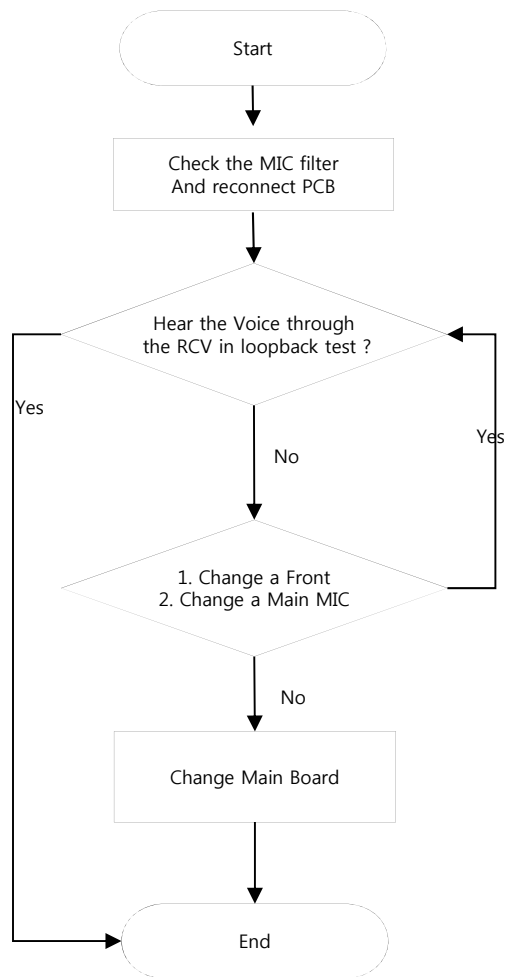 Start
Check the MIC filter
And reconnect PCB
Hear the Voice through
the RCV in loopback test ?
Yes
Yes
No
1. Change a Front
2. Change a Main MIC
No
Change Main Board
End